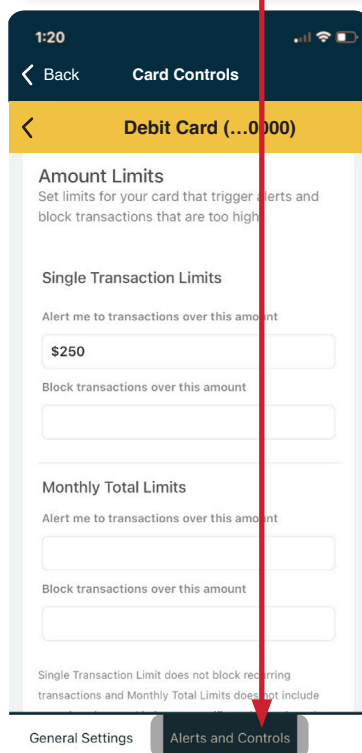 1:20
Back Card Controls
Debit Card (...0000)
Amount Limits
Set limits for your card that trigger alerts and
block transactions that are too high
Single Transaction Limits
Alert me to transactions over this amount
$250
Block transactions over this amount
Monthly Total Limits
Alert me to transactions over this amount
Block transactions over this amount
Single Transaction Limit does not block recurring
transactions and Monthly Total Limits does not include
General Settings Alerts and Controls